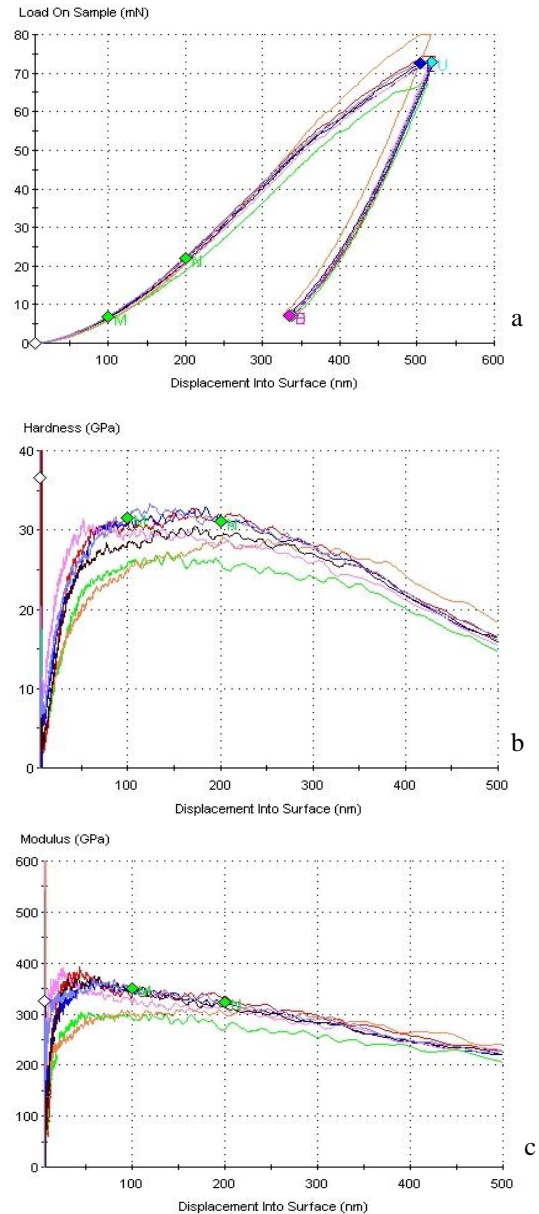 Load On Sample (mN)
80
70
60
50
40
30
20
10
0
U
N
M
100 200 300 400 500 600
Displacement Into Surface (nm)
a
Hardness (GPa)
40
30
20
10
0
N
100 200 300 400 500
Displacement Into Surface (nm)
b
Modulus (GPa)
600
500
400
300
200
100
0
100 200 300 400 500
Displacement Into Surface (nm)
c